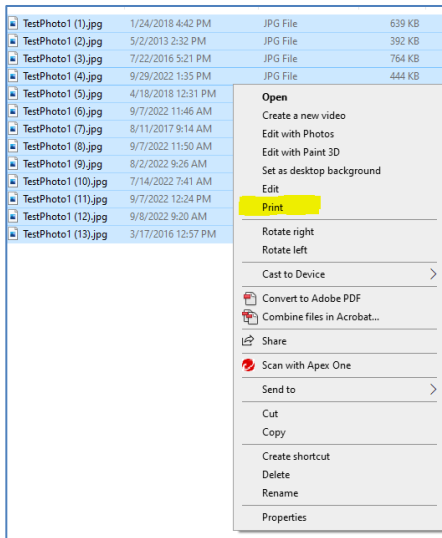 TestPhoto1 (1).jpg 1/24/2018 4:42 PM JPG File 639 KB
TestPhoto1 (2).jpg 5/2/2013 2:32 PM JPG File 392 KB
TestPhoto1 (3).jpg 7/22/2016 5:21 PM JPG File 764 KB
TestPhoto1 (4).jpg 9/29/2022 1:35 PM JPG File 444 KB
TestPhoto1 (5).jpg 4/18/2018 12:31 PM
TestPhoto1 (6).jpg 9/7/2022 11:46 AM
TestPhoto1 (7).jpg 8/11/2017 9:14 AM
TestPhoto1 (8).jpg 9/7/2022 11:50 AM
TestPhoto1 (9).jpg 8/2/2022 9:26 AM
TestPhoto1 (10).jpg 7/14/2022 7:41 AM
TestPhoto1 (11).jpg 9/7/2022 12:24 PM
TestPhoto1 (12).jpg 9/8/2022 9:20 AM
TestPhoto1 (13).jpg 3/17/2016 12:57 PM
Open
Create a new video
Edit with Photos
Edit with Paint 3D
Set as desktop background
Edit
Print
Rotate right
Rotate left
Cast to Device
Convert to Adobe PDF
Combine files in Acrobat...
Share
Scan with Apex One
Send to
Cut
Copy
Create shortcut
Delete
Rename
Properties